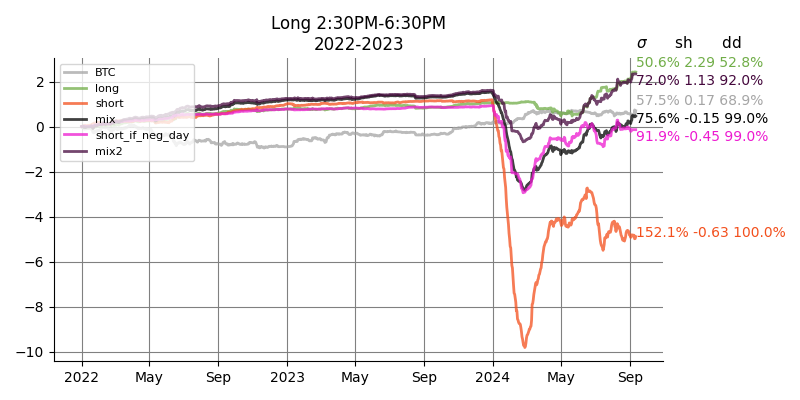 Long 2:30PM-6:30PM
2022-2023
σ sh dd
50.6% 2.29 52.8%
72.0% 1.13 92.0%
57.5% 0.17 68.9%
75.6% -0.15 99.0%
91.9% -0.45 99.0%
152.1% -0.63 100.0%
BTC
long
short
mix
short_if_neg_day
mix2
2
0
−2
−4
−6
−8
−10
2022 May Sep 2023 May Sep 2024 May Sep